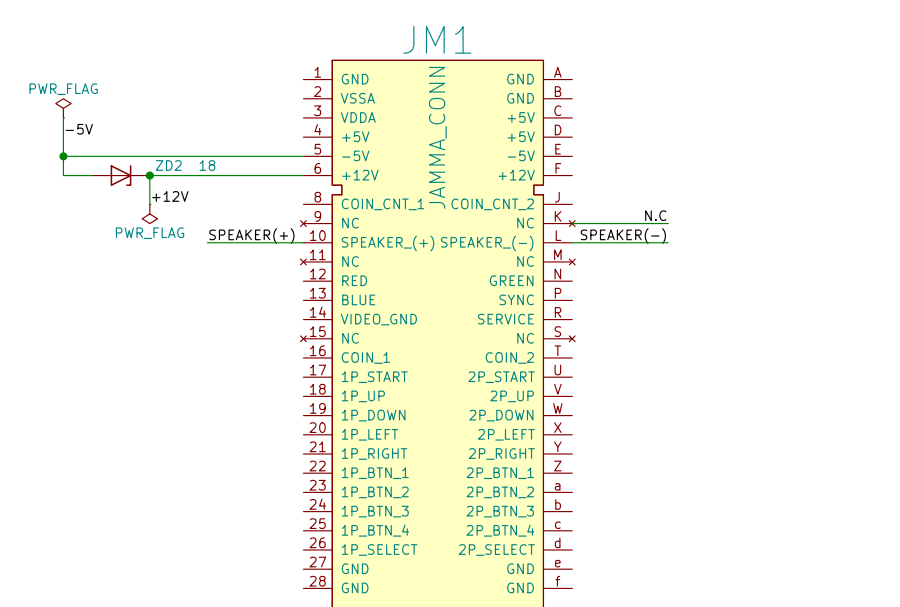 JM1
JAMMA_CONN
PWR_FLAG
-5V
ZD2 18
+12V
PWR_FLAG
1 GND GND A
2 VSSA GND B
3 VDDA +5V C
4 +5V +5V D
5 -5V -5V E
6 +12V +12V F
8 COIN_CNT_1 COIN_CNT_2 J
9 NC NC K N.C
SPEAKER(+) 10 SPEAKER_(+) SPEAKER_(-) L SPEAKER(-)
11 NC NC M
12 RED GREEN N
13 BLUE SYNC P
14 VIDEO_GND SERVICE R
15 NC NC S
16 COIN_1 COIN_2 T
17 1P_START 2P_START U
18 1P_UP 2P_UP V
19 1P_DOWN 2P_DOWN W
20 1P_LEFT 2P_LEFT X
21 1P_RIGHT 2P_RIGHT Y
22 1P_BTN_1 2P_BTN_1 Z
23 1P_BTN_2 2P_BTN_2 a
24 1P_BTN_3 2P_BTN_3 b
25 1P_BTN_4 2P_BTN_4 c
26 1P_SELECT 2P_SELECT d
27 GND GND e
28 GND GND f